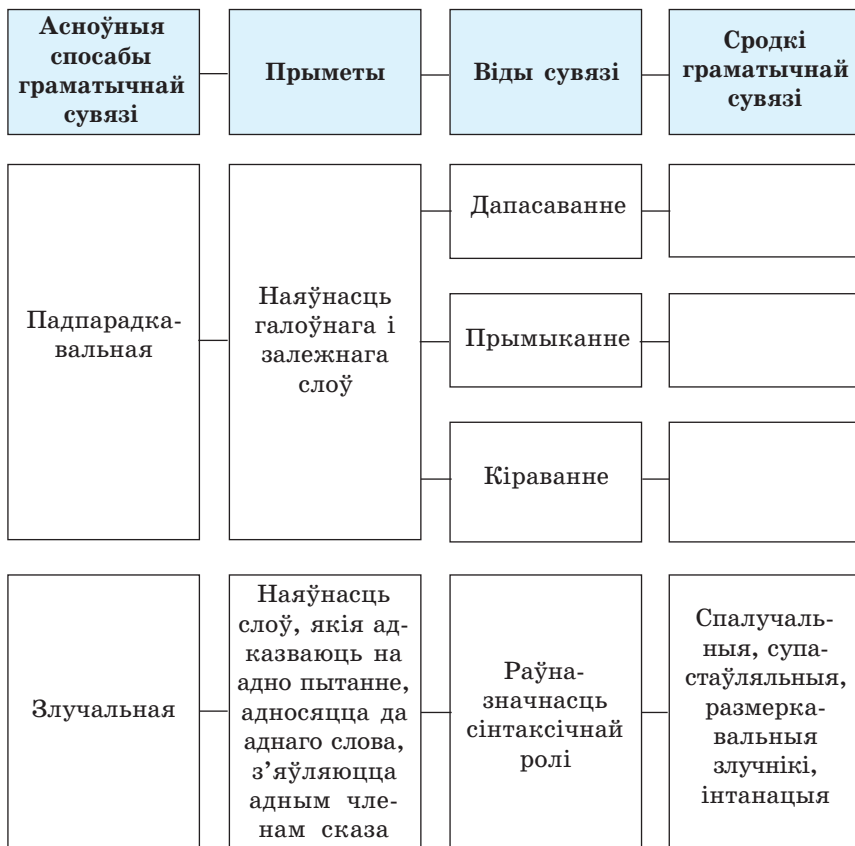 Асноўныя
спосабы
граматычнай
сувязі
Прыметы
Віды сувязі
Сродкі
граматычнай
сувязі
Падпарадка-
вальная
Наяўнасць
галоўнага і
залежнага
слоў
Дапасаванне
Прымыканне
Кіраванне
Злучальная
Наяўнасць
слоў, якія ад-
казваюць на
адно пытанне,
адносяцца да
аднаго слова,
з’яўляюцца
адным чле-
нам сказа
Раўна-
значнасць
сінтаксічнай
ролі
Спалучаль-
ныя, супа-
стаўляльныя,
размерка-
вальныя
злучнікі,
інтанацыя